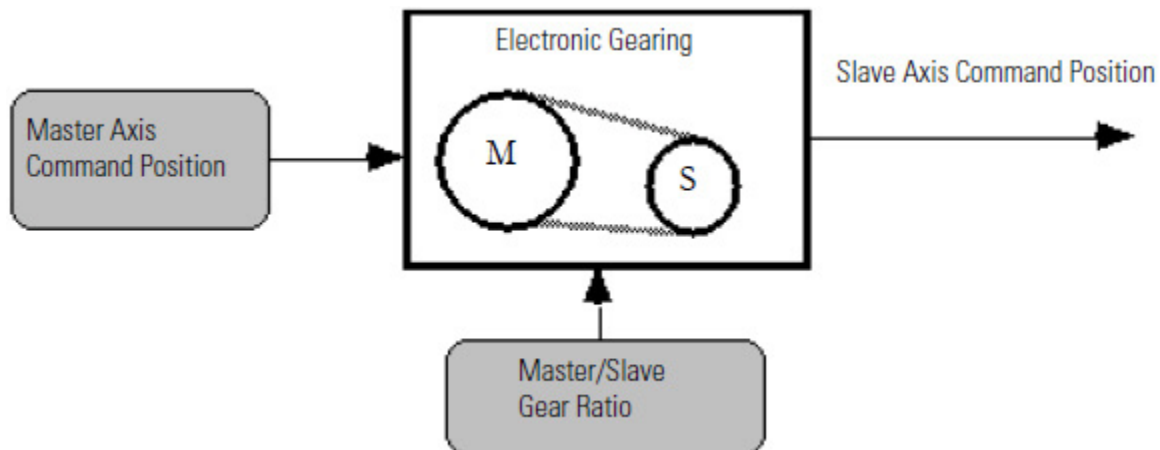 Electronic Gearing
Slave Axis Command Position
Master Axis
Command Position
M
S
Master/Slave
Gear Ratio